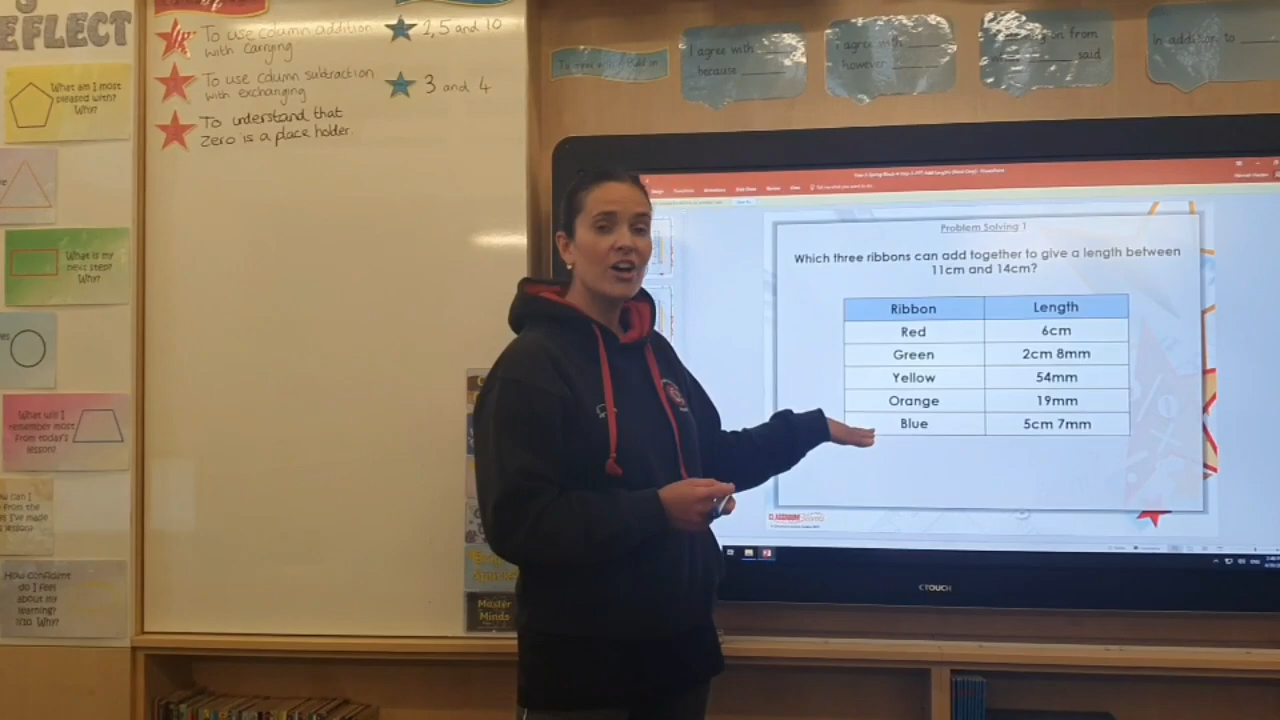 REFLECT
What am I most
pleased with?
Why?
What is my
next step?
Why?
What will I
remember most
from today's
lesson?
How confident
do I feel
about my
learning?
1/10 Why?
To use column addition
with carrying
To use column subtraction
with exchanging
To understand that
zero is a place holder.
2, 5 and 10
3 and 4
I agree with
because
I agree with
however
said
In addition to
Problem Solving 1
Which three ribbons can add together to give a length between
11cm and 14cm?
Ribbon Length
Red 6cm
Green 2cm 8mm
Yellow 54mm
Orange 19mm
Blue 5cm 7mm
CLASSROOM
CTOUCH
Master
Minds